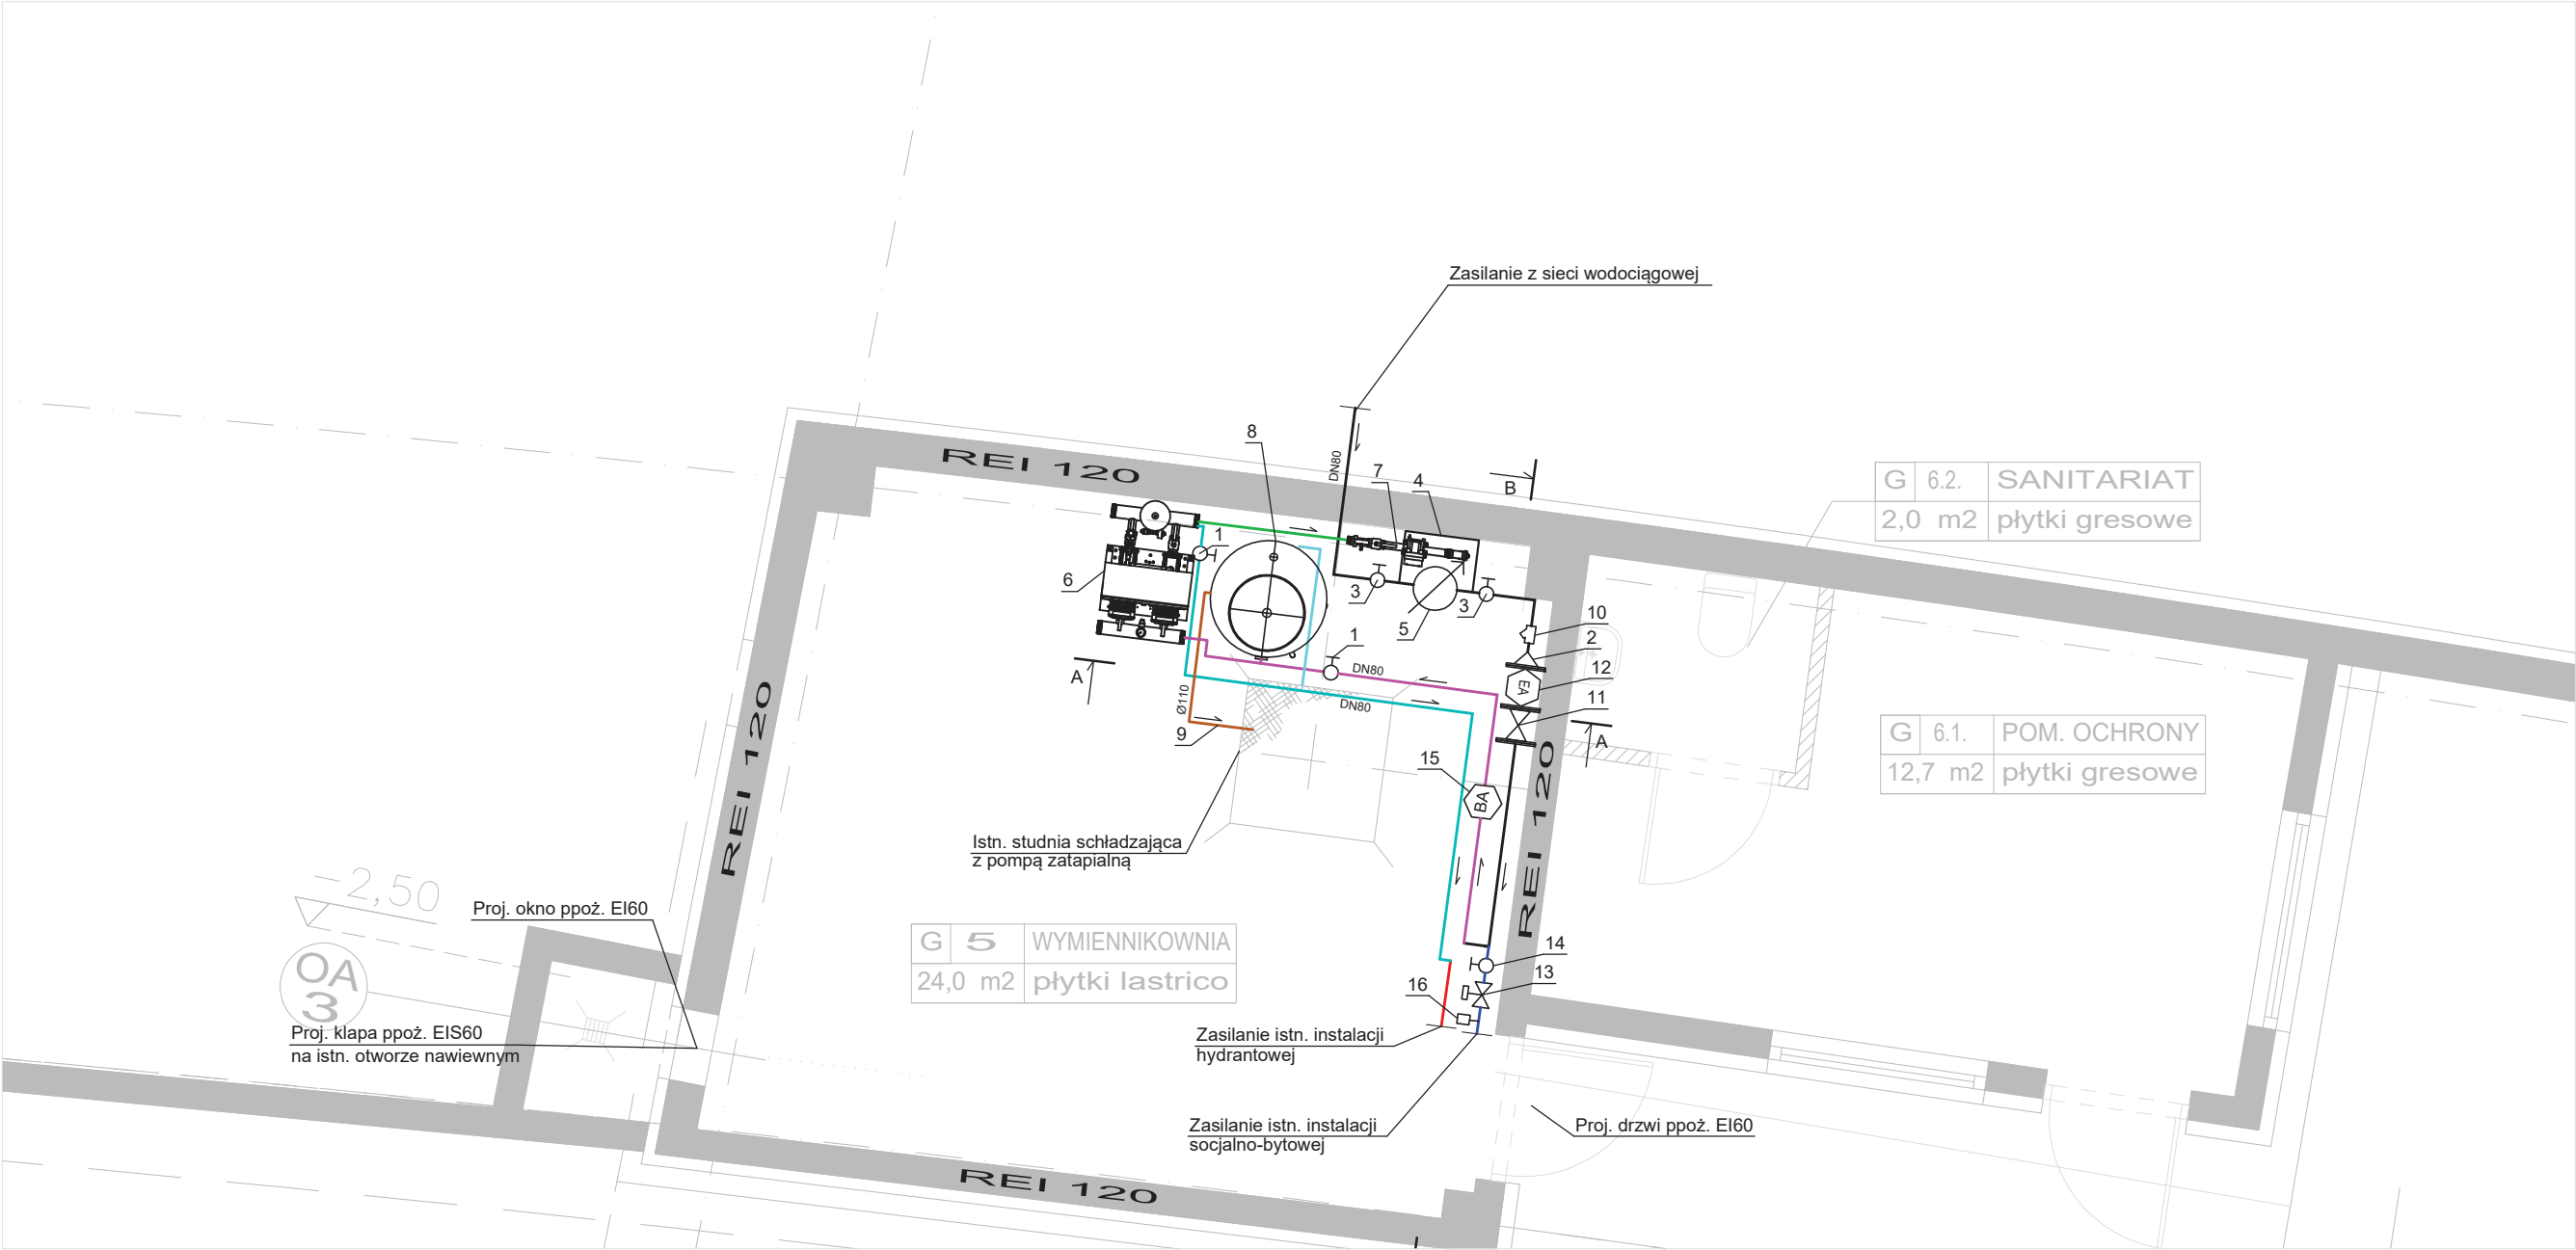 Zasilanie z sieci wodociągowej
8
DN80
7
4
B
REI 120
G 6.2. SANITARIAT
2,0 m2 płytki gresowe
1
6
3
3
5
10
2
1
DN80
12
EA
A
11
Ø110
DN80
9
A
G 6.1. POM. OCHRONY
12,7 m2 płytki gresowe
REI 120
15
BA
REI 120
Istn. studnia schładzająca
z pompą zatapialną
-2,50
Proj. okno ppoż. EI60
G 5 WYMIENNIKOWNIA
24,0 m2 płytki lastrico
14
13
16
OA
3
Proj. klapa ppoż. EIS60
na istn. otworze nawiewnym
Zasilanie istn. instalacji
hydrantowej
Zasilanie istn. instalacji
socjalno-bytowej
Proj. drzwi ppoż. EI60
REI 120